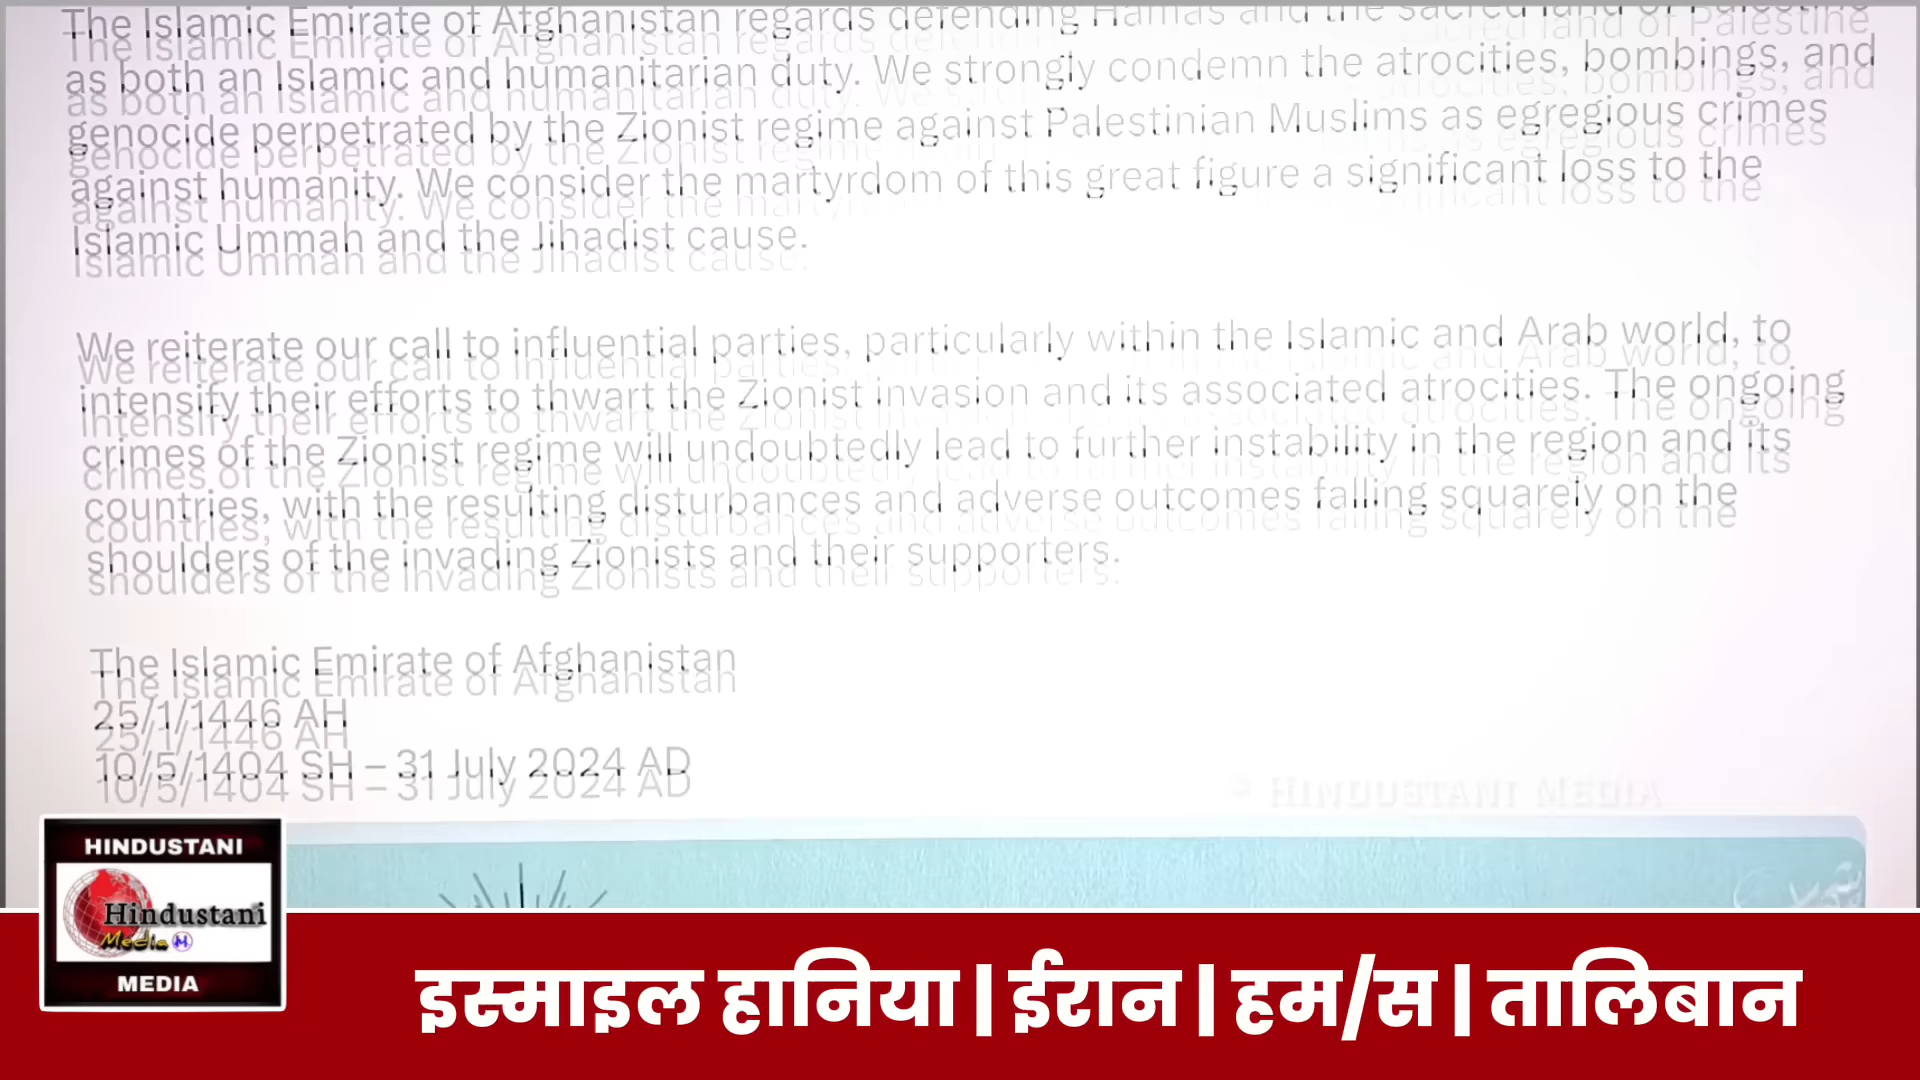 The Islamic Emirate of Afghanistan regards defending Hamas and the sacred land of Palestine
as both an Islamic and humanitarian duty. We strongly condemn the atrocities, bombings, and
genocide perpetrated by the Zionist regime against Palestinian Muslims as egregious crimes
against humanity. We consider the martyrdom of this great figure a significant loss to the
Islamic Ummah and the Jihadist cause.
We reiterate our call to influential parties, particularly within the Islamic and Arab world, to
intensify their efforts to thwart the Zionist invasion and its associated atrocities. The ongoing
crimes of the Zionist regime will undoubtedly lead to further instability in the region and its
countries, with the resulting disturbances and adverse outcomes falling squarely on the
shoulders of the invading Zionists and their supporters.
The Islamic Emirate of Afghanistan
25/1/1446 AH
10/5/1404 SH – 31 July 2024 AD
© HINDUSTANI MEDIA
HINDUSTANI
Hindustani
Media M
MEDIA
इस्माइल हानिया | ईरान | हम/स | तालिबान